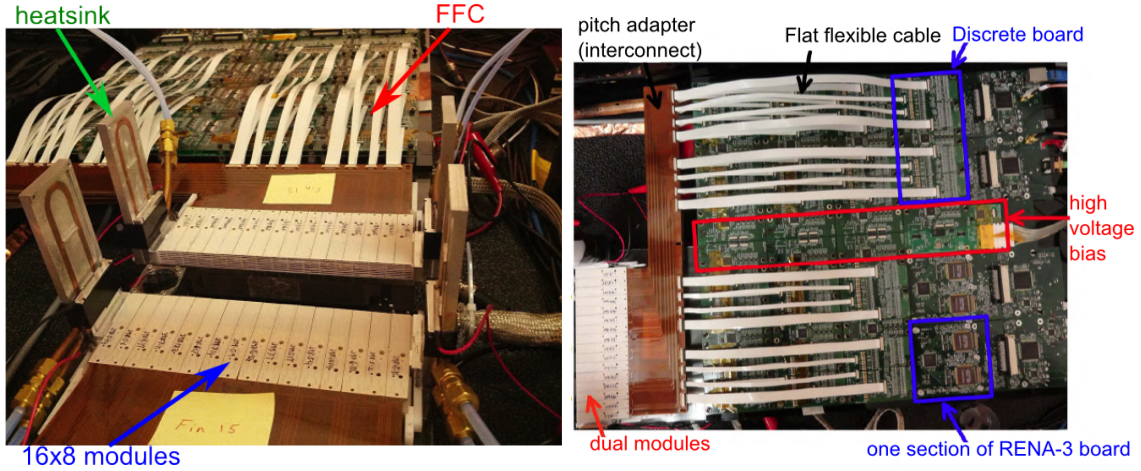 heatsink
FFC
Fin 15
16x8 modules
pitch adapter
(interconnect)
Flat flexible cable
Discrete board
high
voltage
bias
dual modules
one section of RENA-3 board